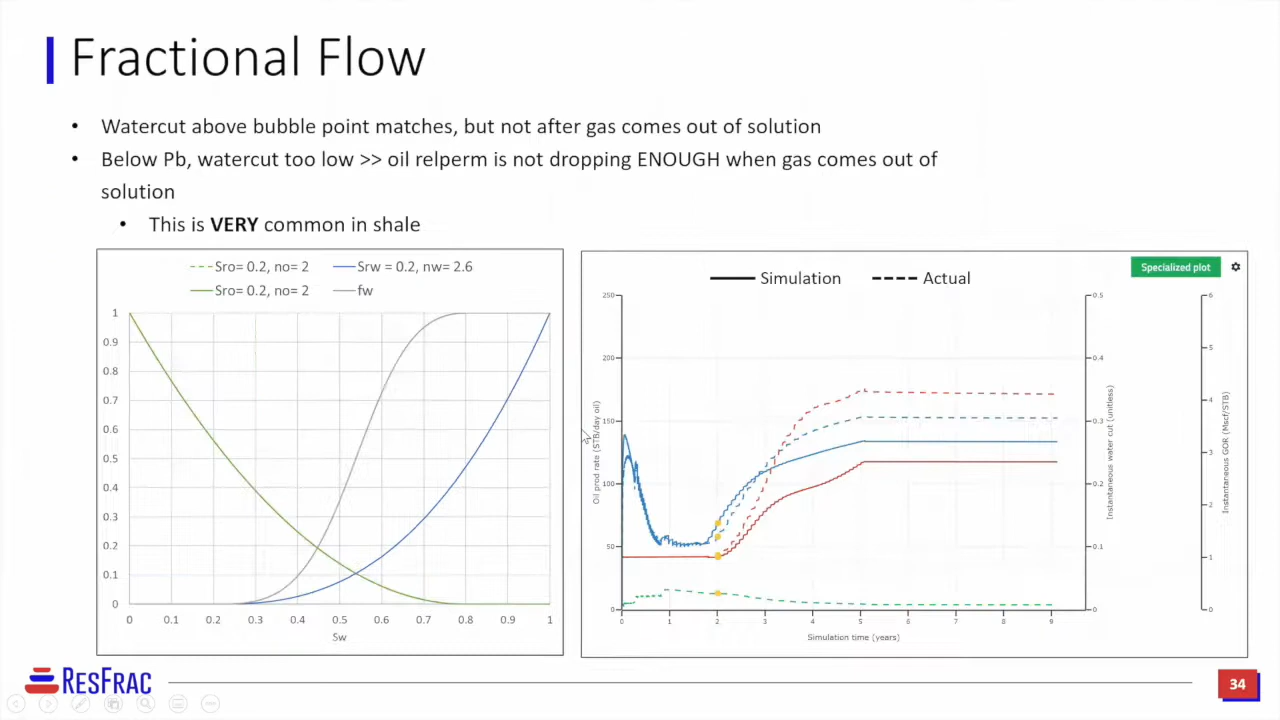 Fractional Flow
• Watercut above bubble point matches, but not after gas comes out of solution
• Below Pb, watercut too low >> oil relperm is not dropping ENOUGH when gas comes out of
solution
• This is VERY common in shale
Sro= 0.2, no= 2
Srw = 0.2, nw= 2.6
Sro= 0.2, no= 2
fw
1
0.9
0.8
0.7
0.6
0.5
0.4
0.3
0.2
0.1
0
0 0.1 0.2 0.3 0.4 0.5 0.6 0.7 0.8 0.9 1
Sw
Simulation
Actual
Specialized plot
250
200
150
100
50
0
Oil prod rate (STB/day oil)
0 1 2 3 4 5 6 7 8 9
Simulation time (years)
0.5
0.4
0.3
0.2
0.1
0
Instantaneous water cut (unitless)
6
5
4
3
2
1
0
Instantaneous GOR (Mscf/STB)
RESFRAC
34